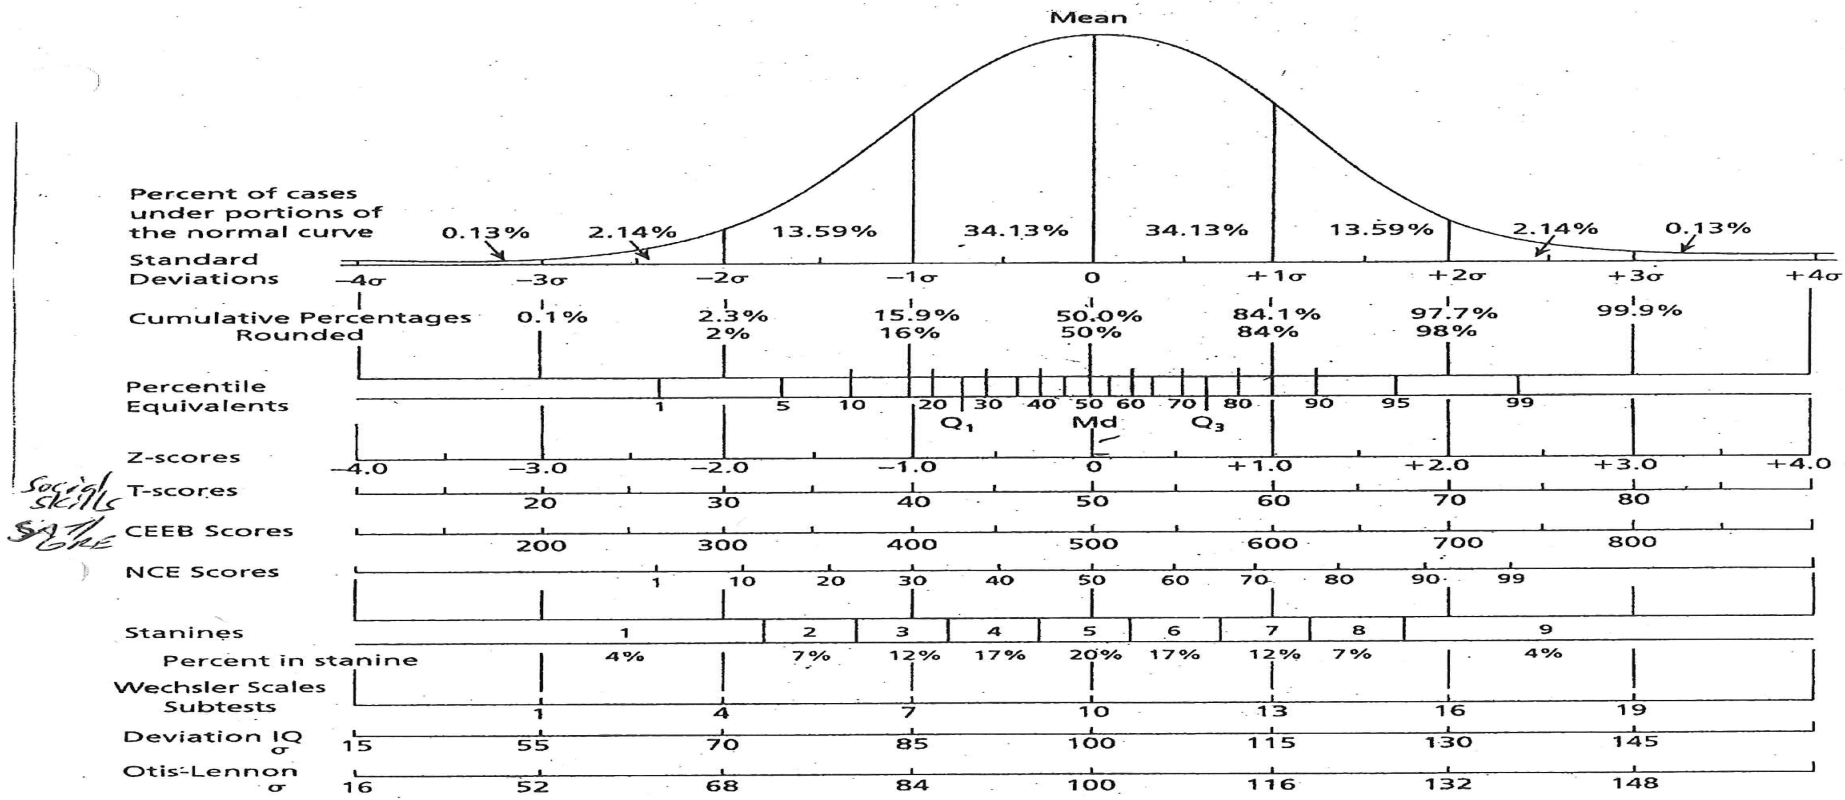 Mean
Percent of cases
under portions of
the normal curve 0.13% 2.14% 13.59% 34.13% 34.13% 13.59% 2.14% 0.13%
Standard
Deviations −4σ −3σ −2σ −1σ 0 +1σ +2σ +3σ +4σ
Cumulative Percentages 0.1% 2.3% 15.9% 50.0% 84.1% 97.7% 99.9%
Rounded 2% 16% 50% 84% 98%
Percentile
Equivalents 1 5 10 20 30 40 50 60 70 80 90 95 99
Q₁ Md Q₃
Z-scores −4.0 −3.0 −2.0 −1.0 0 +1.0 +2.0 +3.0 +4.0
Social
Skills T-scores 20 30 40 50 60 70 80
SAT/
GRE CEEB Scores 200 300 400 500 600 700 800
NCE Scores 1 10 20 30 40 50 60 70 80 90 99
Stanines 1 2 3 4 5 6 7 8 9
Percent in stanine 4% 7% 12% 17% 20% 17% 12% 7% 4%
Wechsler Scales
Subtests 1 4 7 10 13 16 19
Deviation IQ
σ 15 55 70 85 100 115 130 145
Otis-Lennon
σ 16 52 68 84 100 116 132 148